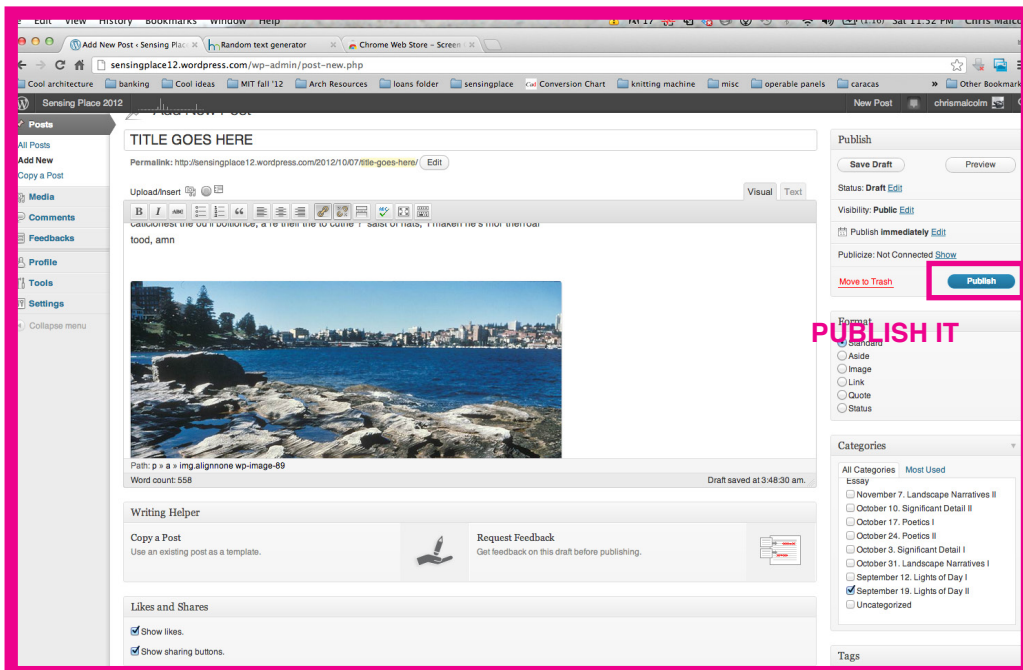 Edit View History Bookmarks Window Help
(1:16) Sat 11:52 PM Chris Malco
Add New Post ‹ Sensing Plac
Random text generator
Chrome Web Store - Screen
sensingplace12.wordpress.com/wp-admin/post-new.php
Cool architecture
banking
Cool ideas
MIT fall '12
Arch Resources
loans folder
sensingplace
Conversion Chart
knitting machine
misc
operable panels
caracas
»
Other Bookmark
Sensing Place 2012
New Post
chrismalcolm
Posts
All Posts
Add New
Copy a Post
Media
Comments
Feedbacks
Profile
Tools
Settings
Collapse menu
Add New Post
TITLE GOES HERE
Permalink: http://sensingplace12.wordpress.com/2012/10/07/title-goes-here/ Edit
Upload/Insert
Visual Text
B I ABC
tood, amn
Path: p » a » img.alignnone wp-image-89
Word count: 558
Draft saved at 3:48:30 am.
Writing Helper
Copy a Post
Use an existing post as a template.
Request Feedback
Get feedback on this draft before publishing.
Likes and Shares
Show likes.
Show sharing buttons.
Publish
Save Draft
Preview
Status: Draft Edit
Visibility: Public Edit
Publish immediately Edit
Publicize: Not Connected Show
Move to Trash
Publish
PUBLISH IT
Format
Standard
Aside
Image
Link
Quote
Status
Categories
All Categories Most Used
Essay
November 7. Landscape Narratives II
October 10. Significant Detail II
October 17. Poetics I
October 24. Poetics II
October 3. Significant Detail I
October 31. Landscape Narratives I
September 12. Lights of Day I
September 19. Lights of Day II
Uncategorized
Tags